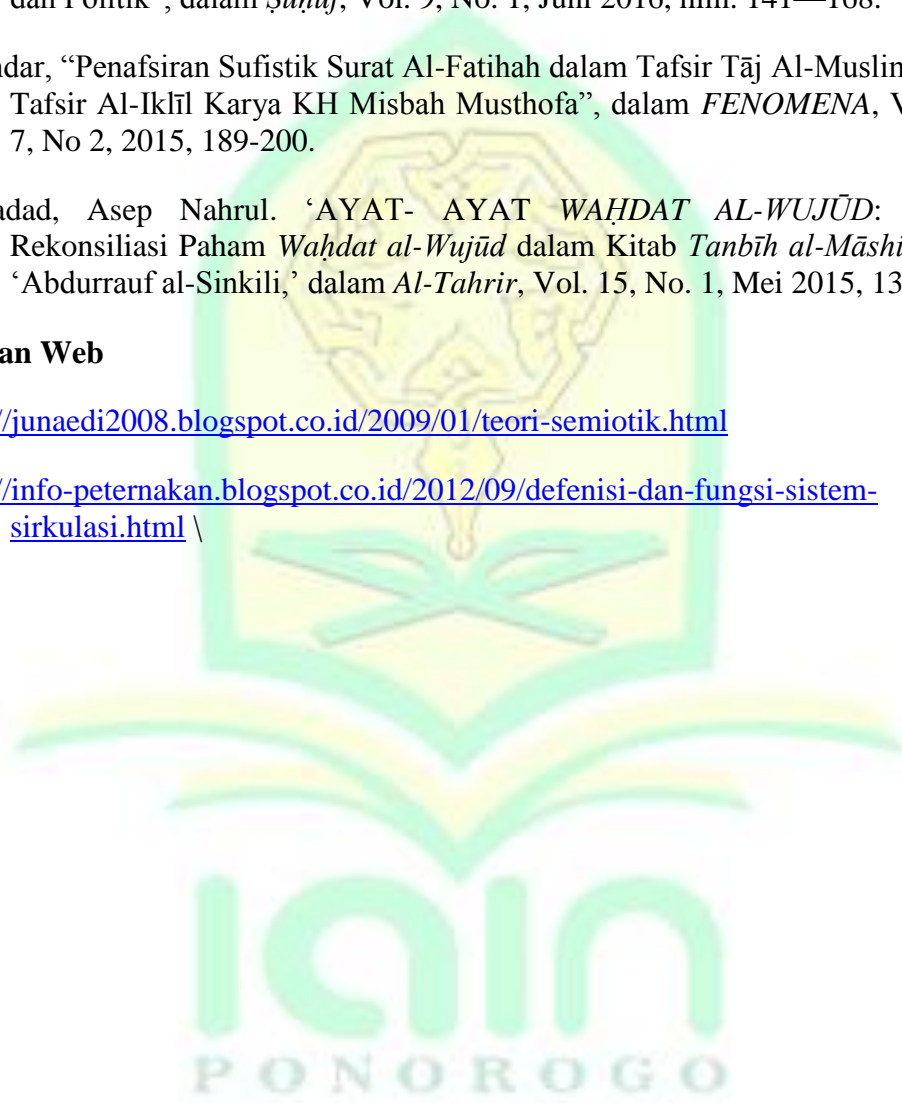 dan Politik”, dalam Ṣuḥuf, Vol. 9, No. 1, Juni 2016, hlm. 141—168.
ndar, “Penafsiran Sufistik Surat Al-Fatihah dalam Tafsir Tāj Al-Muslim
Tafsir Al-Iklīl Karya KH Misbah Musthofa”, dalam FENOMENA, V
7, No 2, 2015, 189-200.
adad, Asep Nahrul. ‘AYAT- AYAT WAḤDAT AL-WUJŪD:
Rekonsiliasi Paham Waḥdat al-Wujūd dalam Kitab Tanbīh al-Māshi
‘Abdurrauf al-Sinkili,’ dalam Al-Tahrir, Vol. 15, No. 1, Mei 2015, 13
an Web
//junaedi2008.blogspot.co.id/2009/01/teori-semiotik.html
//info-peternakan.blogspot.co.id/2012/09/defenisi-dan-fungsi-sistem-
sirkulasi.html \
iain
PONOROGO